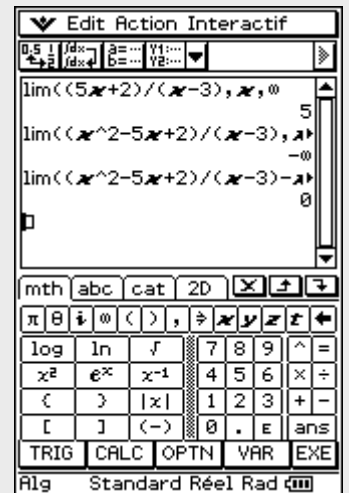 Edit Action Interactif
lim((5x+2)/(x-3),x,∞
5
lim((x^2-5x+2)/(x-3),x
-∞
lim((x^2-5x+2)/(x-3)-x
0
mth abc cat 2D
π θ i ∞ ( ) , ⇒ x y z t ←
log ln √ 7 8 9 ^ =
x² eˣ x⁻¹ 4 5 6 × ÷
( ) |x| 1 2 3 + -
[ ] (-) 0 . E ans
TRIG CALC OPTN VAR EXE
Alg Standard Réel Rad